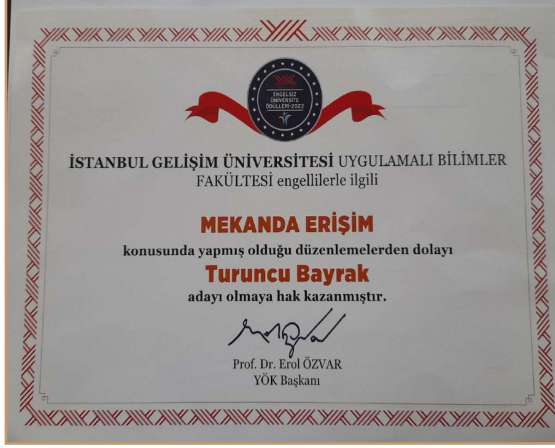 ENGELSİZ
ÜNİVERSİTE
ÖDÜLLERİ-2022
İSTANBUL GELİŞİM ÜNİVERSİTESİ UYGULAMALI BİLİMLER
FAKÜLTESİ engellilerle ilgili
MEKANDA ERİŞİM
konusunda yapmış olduğu düzenlemelerden dolayı
Turuncu Bayrak
adayı olmaya hak kazanmıştır.
Prof. Dr. Erol ÖZVAR
YÖK Başkanı